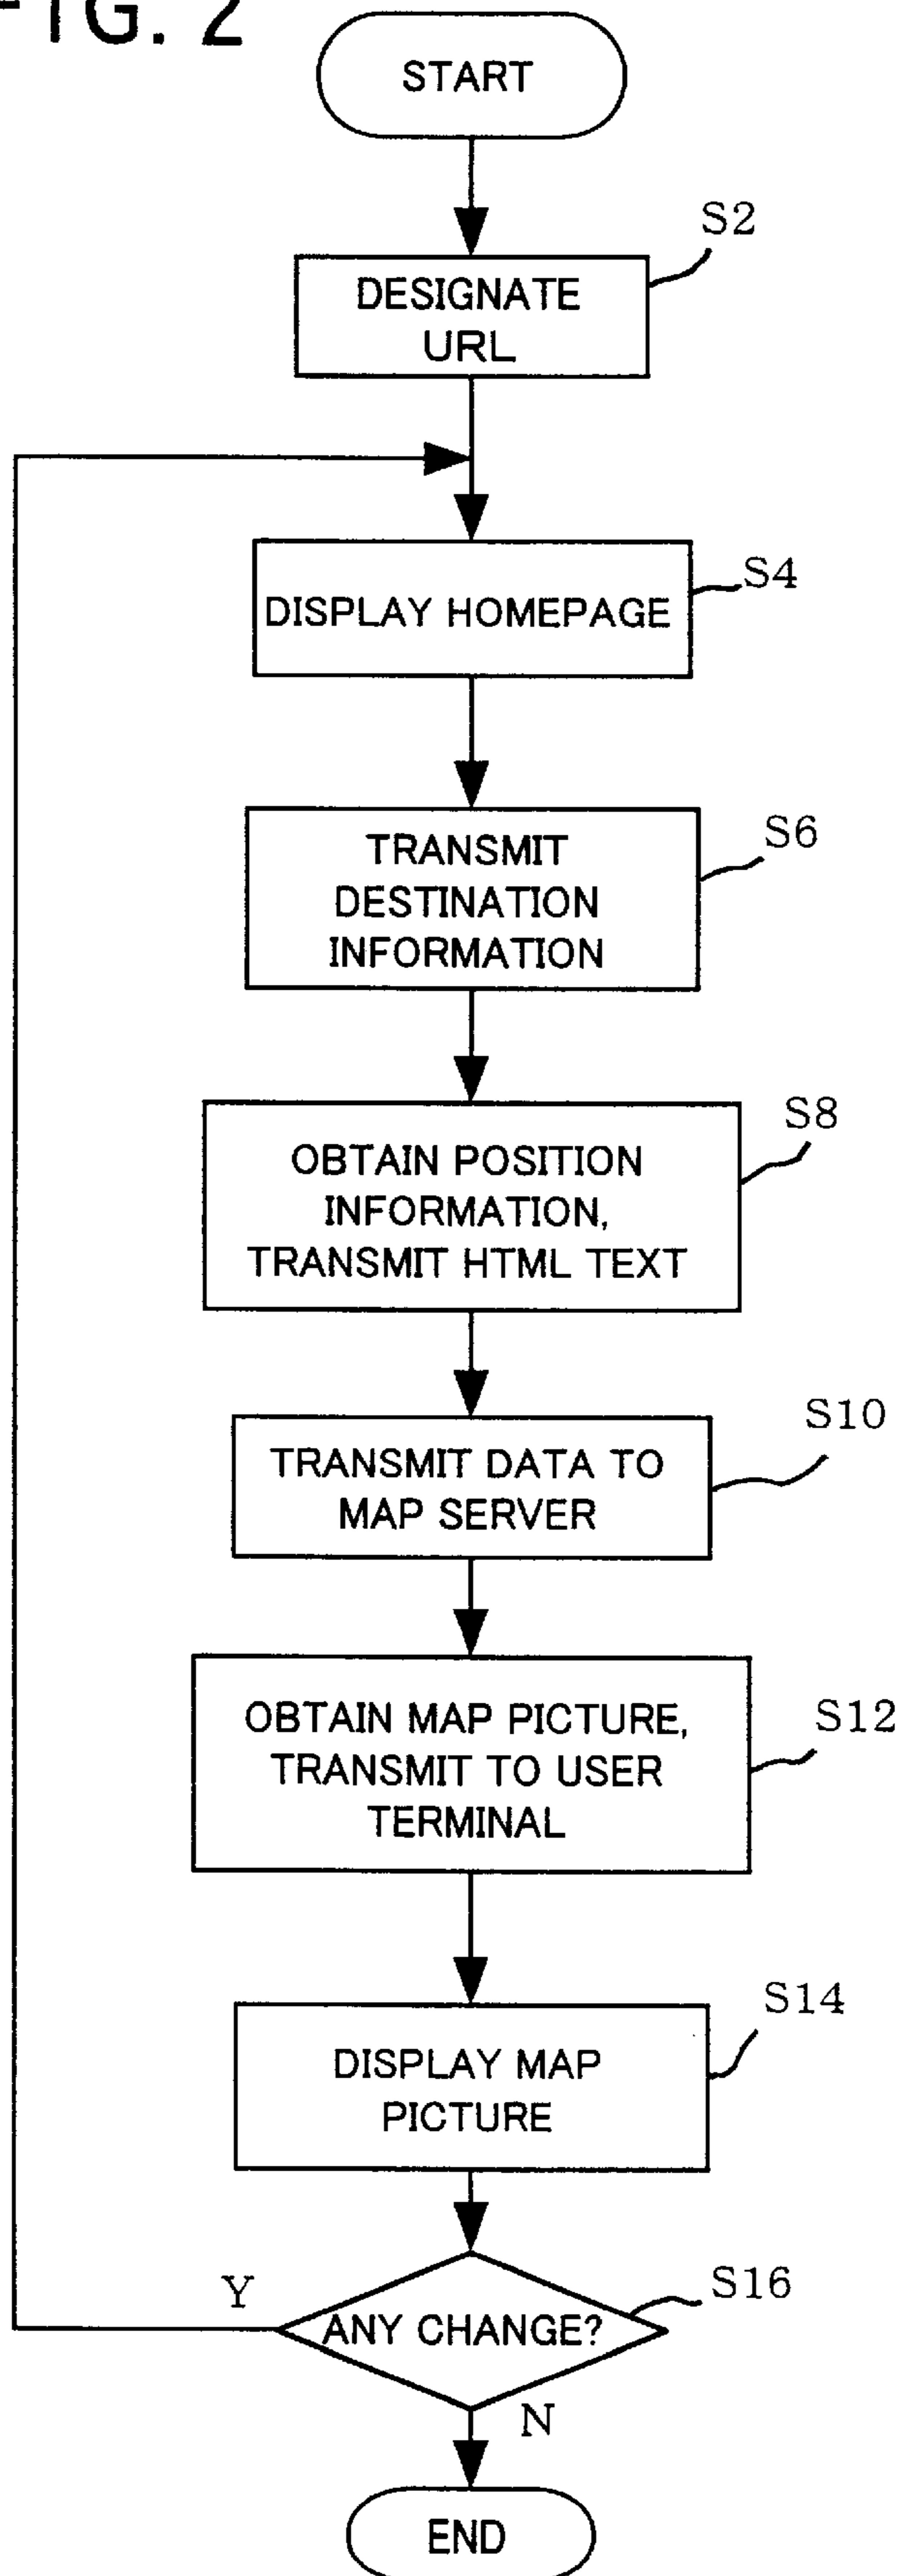 FIG. 2
START
S2
DESIGNATE
URL
S4
DISPLAY HOMEPAGE
S6
TRANSMIT
DESTINATION
INFORMATION
S8
OBTAIN POSITION
INFORMATION,
TRANSMIT HTML TEXT
S10
TRANSMIT DATA TO
MAP SERVER
S12
OBTAIN MAP PICTURE,
TRANSMIT TO USER
TERMINAL
S14
DISPLAY MAP
PICTURE
Y
S16
ANY CHANGE?
N
END